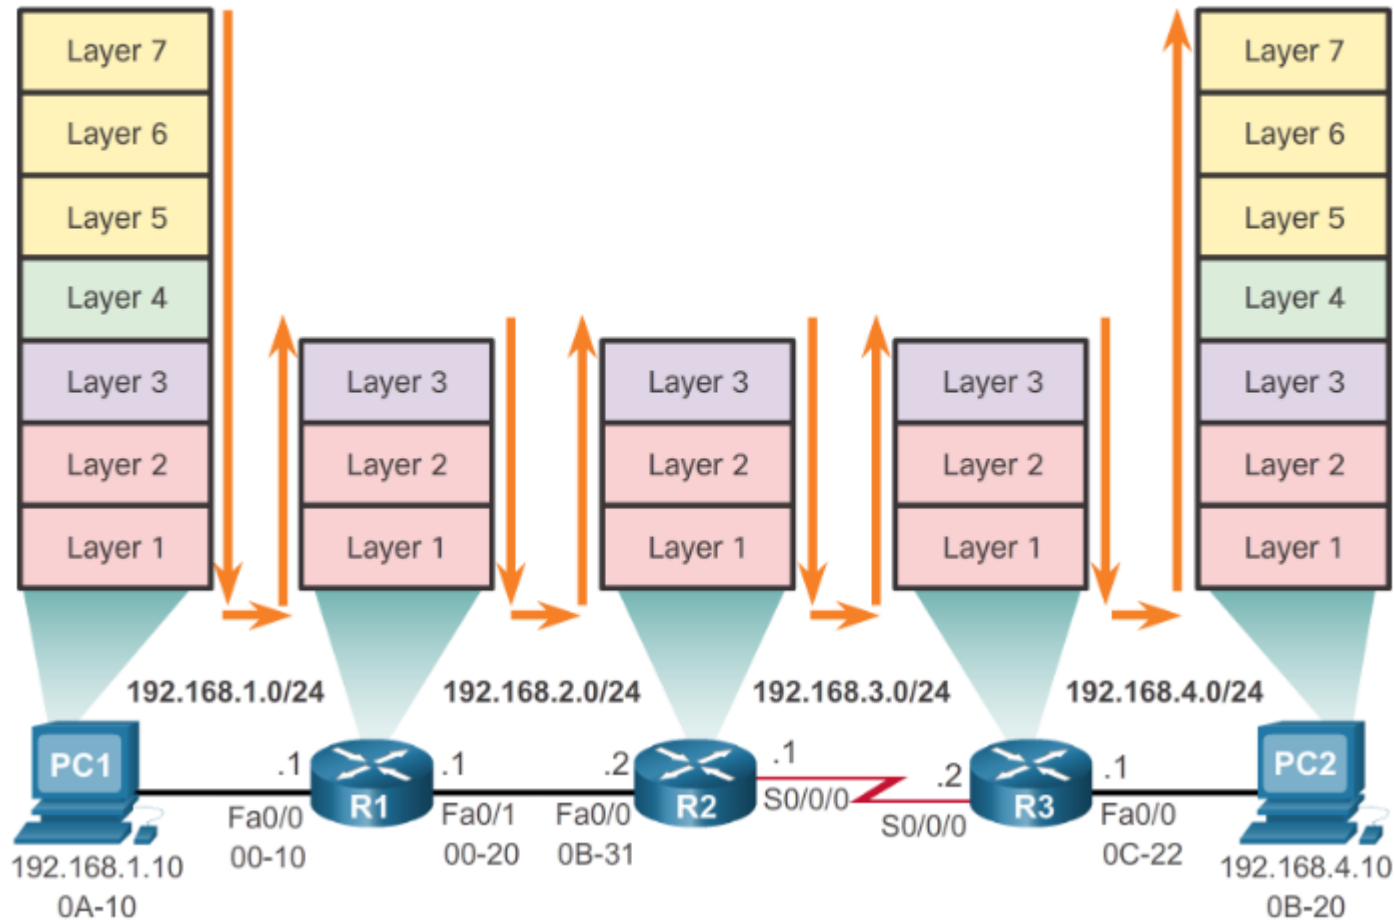 Layer 7
Layer 6
Layer 5
Layer 4
Layer 3
Layer 2
Layer 1
Layer 3
Layer 2
Layer 1
Layer 3
Layer 2
Layer 1
Layer 3
Layer 2
Layer 1
Layer 7
Layer 6
Layer 5
Layer 4
Layer 3
Layer 2
Layer 1
192.168.1.0/24
192.168.2.0/24
192.168.3.0/24
192.168.4.0/24
PC1
192.168.1.10
0A-10
.1
Fa0/0
00-10
R1
.1
Fa0/1
00-20
.2
Fa0/0
0B-31
R2
.1
S0/0/0
.2
S0/0/0
R3
.1
Fa0/0
0C-22
PC2
192.168.4.10
0B-20